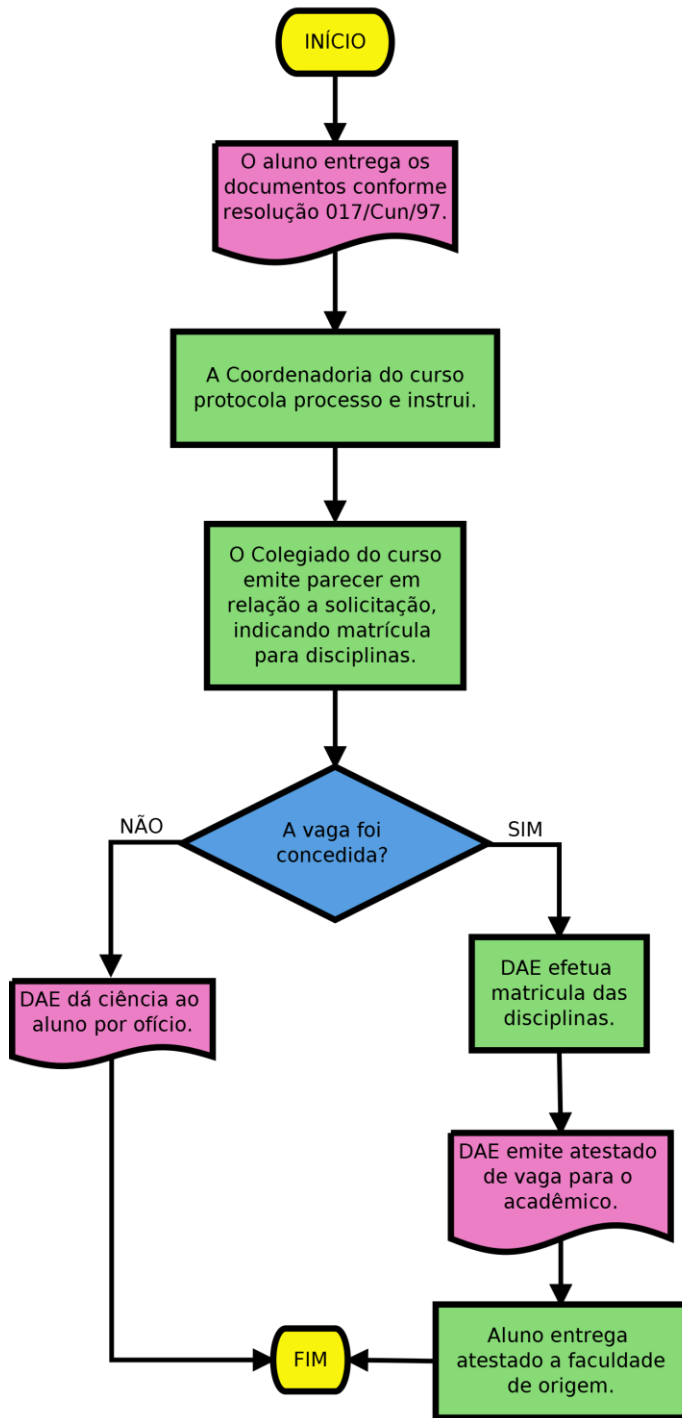 INÍCIO
O aluno entrega os
documentos conforme
resolução 017/Cun/97.
A Coordenadoria do curso
protocola processo e instrui.
O Colegiado do curso
emite parecer em
relação a solicitação,
indicando matrícula
para disciplinas.
A vaga foi
concedida?
NÃO
SIM
DAE dá ciência ao
aluno por ofício.
DAE efetua
matricula das
disciplinas.
DAE emite atestado
de vaga para o
acadêmico.
Aluno entrega
atestado a faculdade
de origem.
FIM